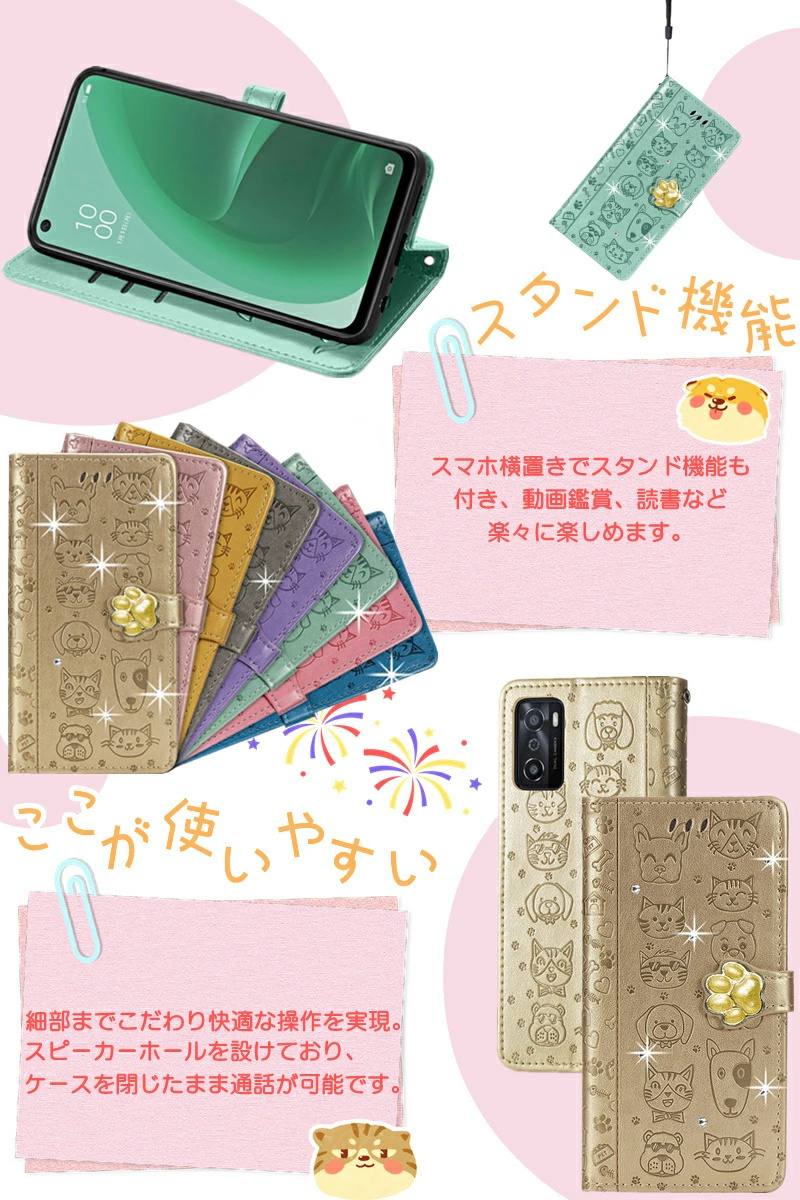 10
00
スタンド機能
スマホ横置きでスタンド機能も
付き、動画鑑賞、読書など
楽々に楽しめます。
DUAL CAMERA
ここが使いやすい
細部までこだわり快適な操作を実現。
スピーカーホールを設けており、
ケースを閉じたまま通話が可能です。